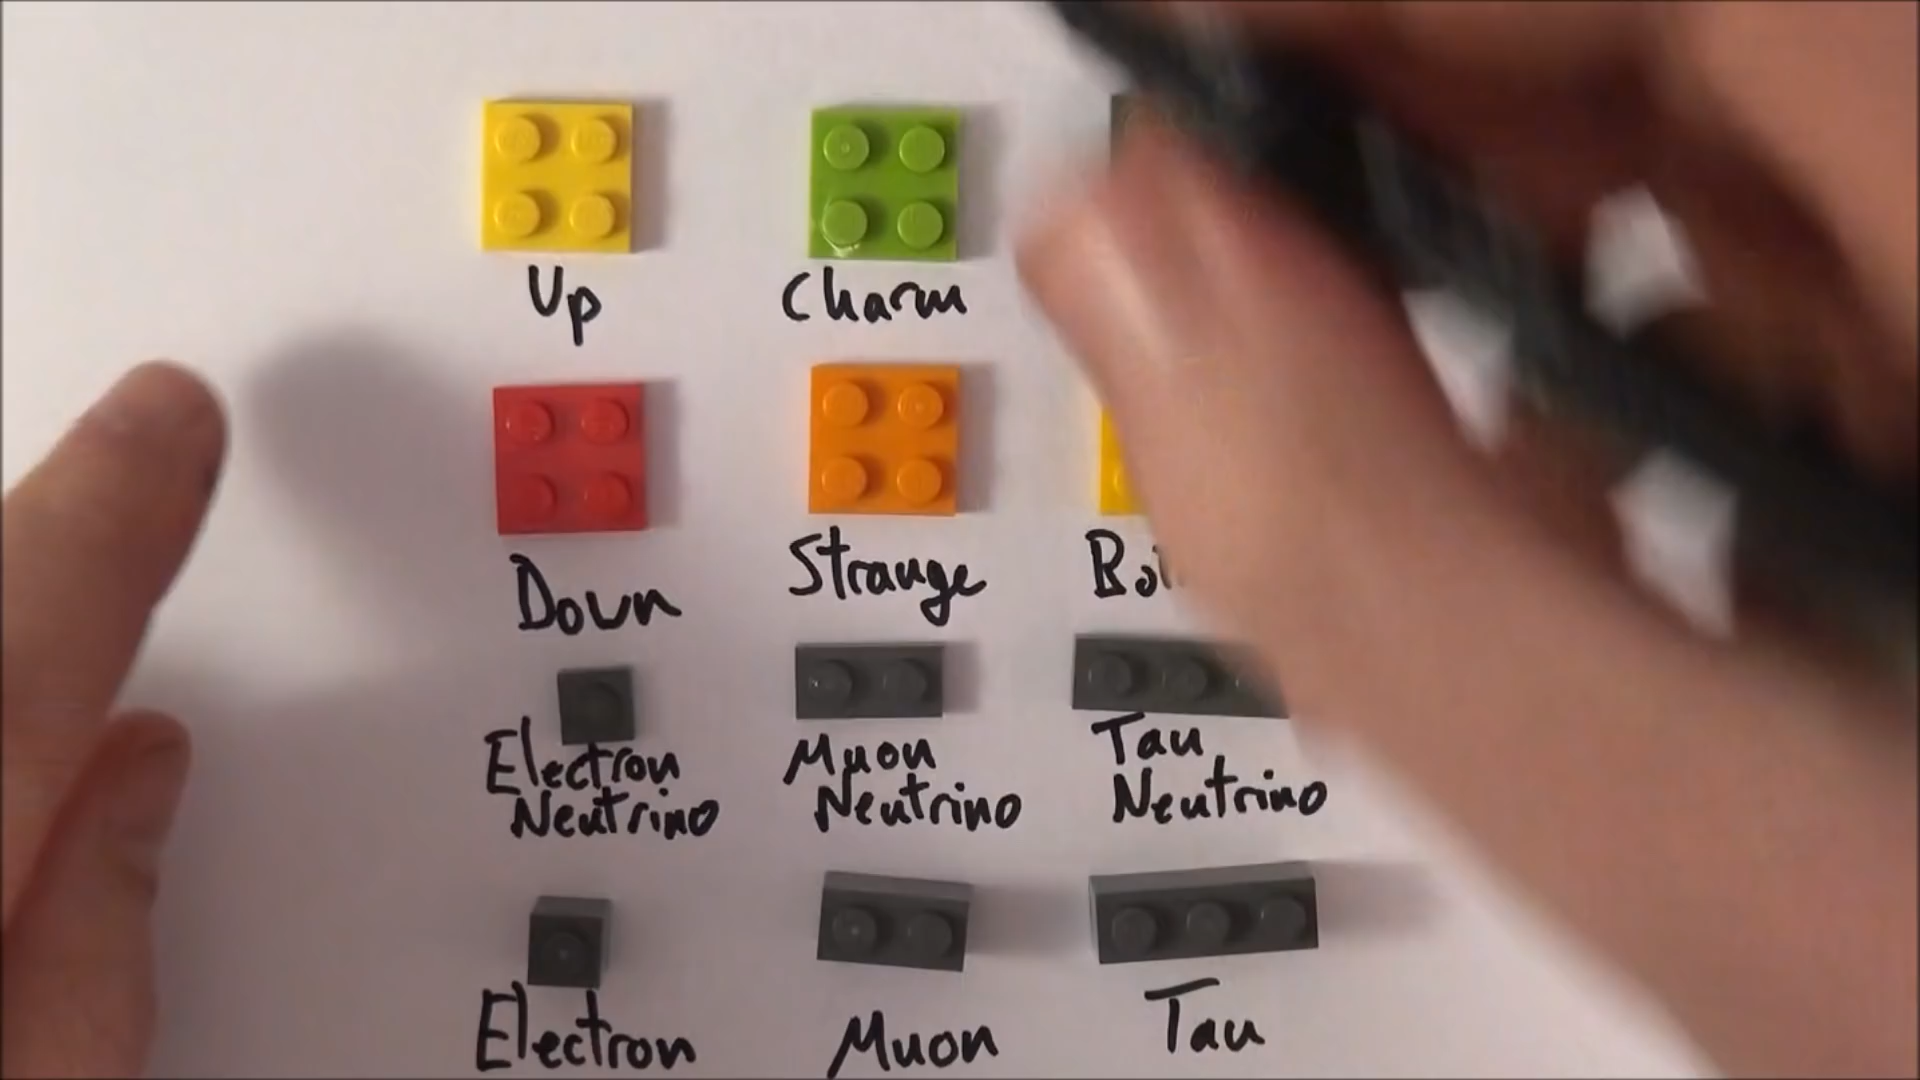 Up
Charm
Down
Strange
Electron
Neutrino
Muon
Neutrino
Tau
Neutrino
Electron
Muon
Tau